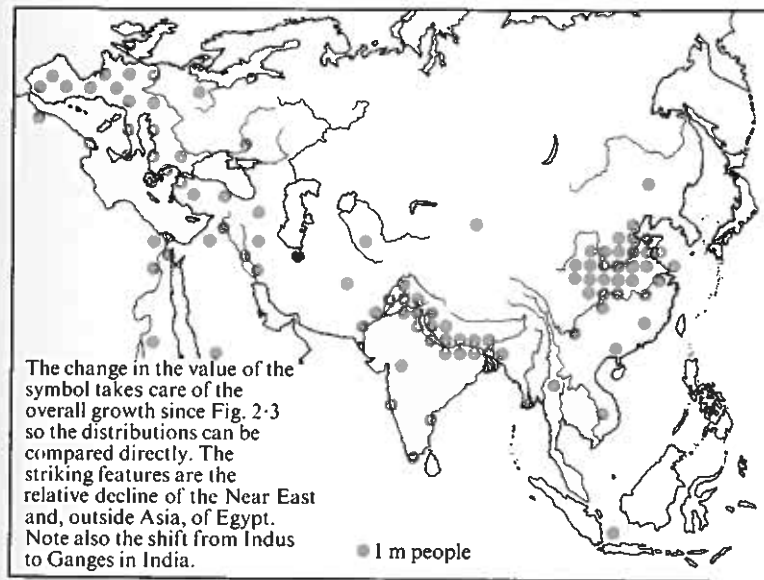 The change in the value of the
symbol takes care of the
overall growth since Fig. 2·3
so the distributions can be
compared directly. The
striking features are the
relative decline of the Near East
and, outside Asia, of Egypt.
Note also the shift from Indus
to Ganges in India.
1 m people